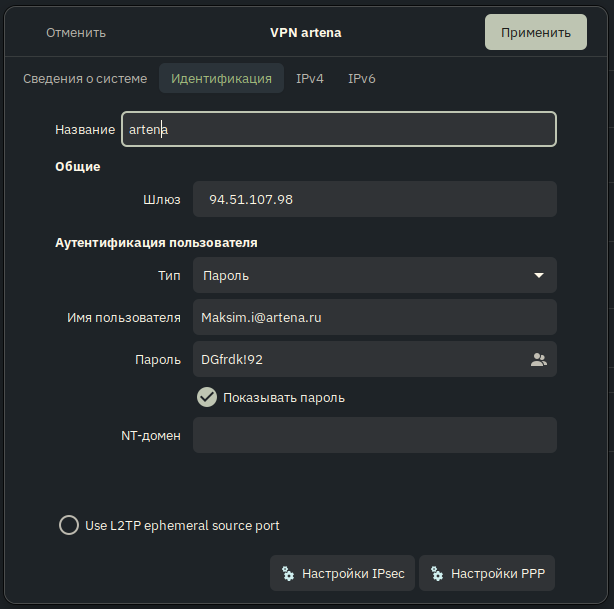 Отменить VPN artena Применить
Сведения о системе Идентификация IPv4 IPv6
Название artena
Общие
Шлюз 94.51.107.98
Аутентификация пользователя
Тип Пароль
Имя пользователя Maksim.i@artena.ru
Пароль DGfrdk!92
Показывать пароль
NT-домен
Use L2TP ephemeral source port
Настройки IPsec Настройки PPP